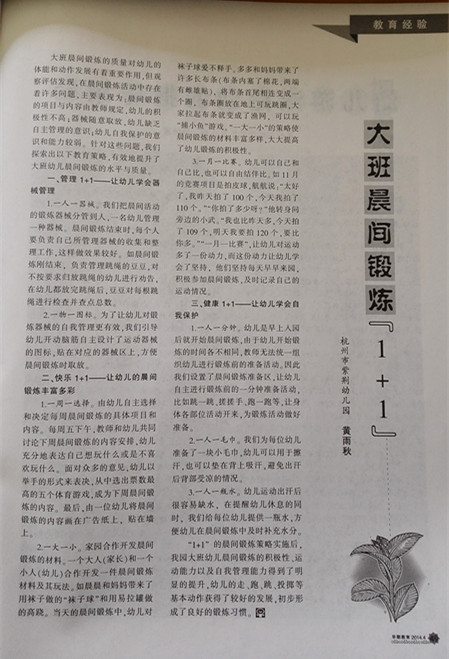 教育经验
大班晨间锻炼『1+1』
杭州市紫荆幼儿园 黄雨秋
大班晨间锻炼的质量对幼儿的
体能和动作发展有着重要作用,但观
察评估发现,在晨间锻炼活动中存在
着许多问题,主要表现为:晨间锻炼
的项目与内容由教师规定,幼儿的积
极性不高;器械随意取放,幼儿缺乏
自主管理的意识;幼儿自我保护的意
识和能力较弱。针对这些问题,我们
探索出以下教育策略,有效地提升了
大班幼儿晨间锻炼的水平与质量。
一、管理 1+1——让幼儿学会器
械管理
1.一人一器械。我们把晨间活动
的锻炼器械分管到人,一名幼儿管理
一种器械。晨间锻炼结束时,每个人
要负责自己所管理器械的收集和整
理工作,这样做效果较好。如晨间锻
炼刚结束,负责管理跳绳的豆豆,对
不按要求归放跳绳的幼儿进行劝告,
在幼儿都放完跳绳后,豆豆对每根跳
绳进行检查并查点总数。
2.一物一图标。为了让幼儿对锻
炼器械的自我管理更有效,我们引导
幼儿开动脑筋自主设计了运动器械
的图标,贴在对应的器械区上,方便
晨间锻炼时取放。
二、快乐 1+1——让幼儿的晨间
锻炼丰富多彩
1.一周一选择。由幼儿自主选择
和决定每周晨间锻炼的具体项目和
内容。每周五下午,教师和幼儿共同
讨论下周晨间锻炼的内容安排,幼儿
充分地表达自己想玩什么或是不喜
欢玩什么。面对众多的意见,幼儿以
举手的形式来表决,从中选出票数最
高的五个体育游戏,成为下周晨间锻
炼的内容。最后,由一位幼儿将晨间
锻炼的内容画在广告纸上,贴在墙
上。
2.一大一小。家园合作开发晨间
锻炼的材料。一个大人(家长)和一个
小人(幼儿)合作开发一件晨间锻炼
材料及其玩法。如晨晨和妈妈带来了
用袜子做的“袜子球”和用易拉罐做
的高跷。当天的晨间锻炼中,幼儿对
袜子球爱不释手。多多和妈妈带来了
许多长布条(布条内塞了棉花,两端
有雌雄贴),将布条首尾相连变成一
个圈,布条圈放在地上可玩跳圈,大
家拉起布条就变成了渔网,可以玩
“捕小鱼”游戏。“一大一小”的策略使
晨间锻炼的材料丰富多样,大大提高
了幼儿锻炼的积极性。
3.一月一比赛。幼儿可以自己和
自己比,也可以自由结伴比。如 11 月
的竞赛项目是拍皮球,航航说:“太好
了,我昨天拍了 100 个,今天我拍了
110 个。”“你拍了多少呀?”他转身问
旁边的小式。“我也比昨天多,今天拍
了 109 个,明天我要拍 120 个,要比
你多。”“一月一比赛”,让幼儿对运动
多了一份动力,而这份动力让幼儿学
会了坚持,他们坚持每天早早来园,
积极参加晨间锻炼,及时记录自己的
运动情况。
三、健康 1+1——让幼儿学会自
我保护
1.一人一分钟。幼儿是早上入园
后就开始晨间锻炼,由于幼儿开始锻
炼的时间各不相同,教师无法统一组
织幼儿进行锻炼前的准备活动,因此
我们设置了晨间锻炼准备区,让幼儿
自主进行锻炼前的一分钟准备活动,
比如跳一跳、搓搓手、跑一跑等,让身
体各部位活动开来,为锻炼活动做好
准备。
2.一人一毛巾。我们为每位幼儿
准备了一块小毛巾,幼儿可以用于擦
汗,也可以垫在背上吸汗,避免出汗
后背部受凉的情况。
3.一人一瓶水。幼儿运动出汗后
很容易缺水,在提醒幼儿休息的同
时,我们给每位幼儿提供一瓶水,方
便幼儿在晨间锻炼中及时补充水分。
“1+1” 的晨间锻炼策略实施后,
我园大班幼儿晨间锻炼的积极性、运
动能力以及自我管理能力得到了明
显的提升,幼儿的走、跑、跳、投掷等
基本动作获得了较好的发展,初步形
成了良好的锻炼习惯。
2014.4